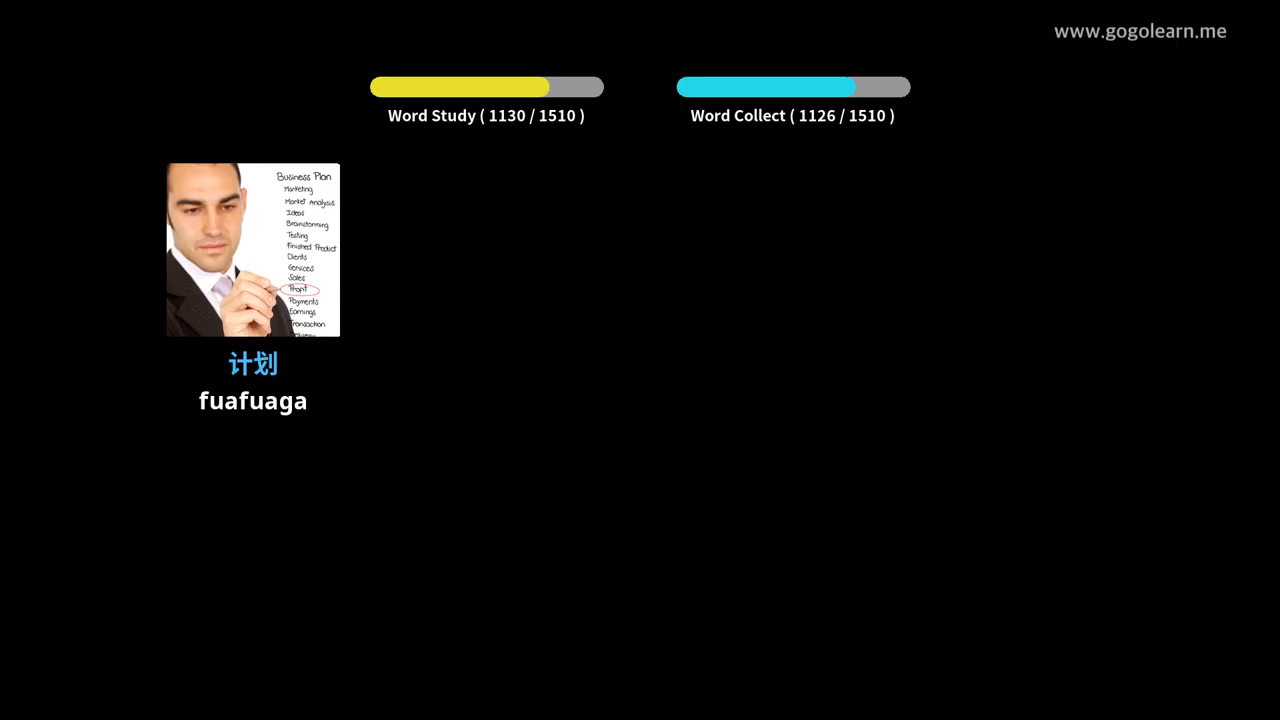 www.gogolearn.me
Word Study ( 1130 / 1510 )
Word Collect ( 1126 / 1510 )
Business Plan
Marketing
Market Analysis
Ideas
Brainstorming
Testing
Finished Product
Clients
Services
Sales
Profit
Payments
Earnings
Transaction
计划
fuafuaga